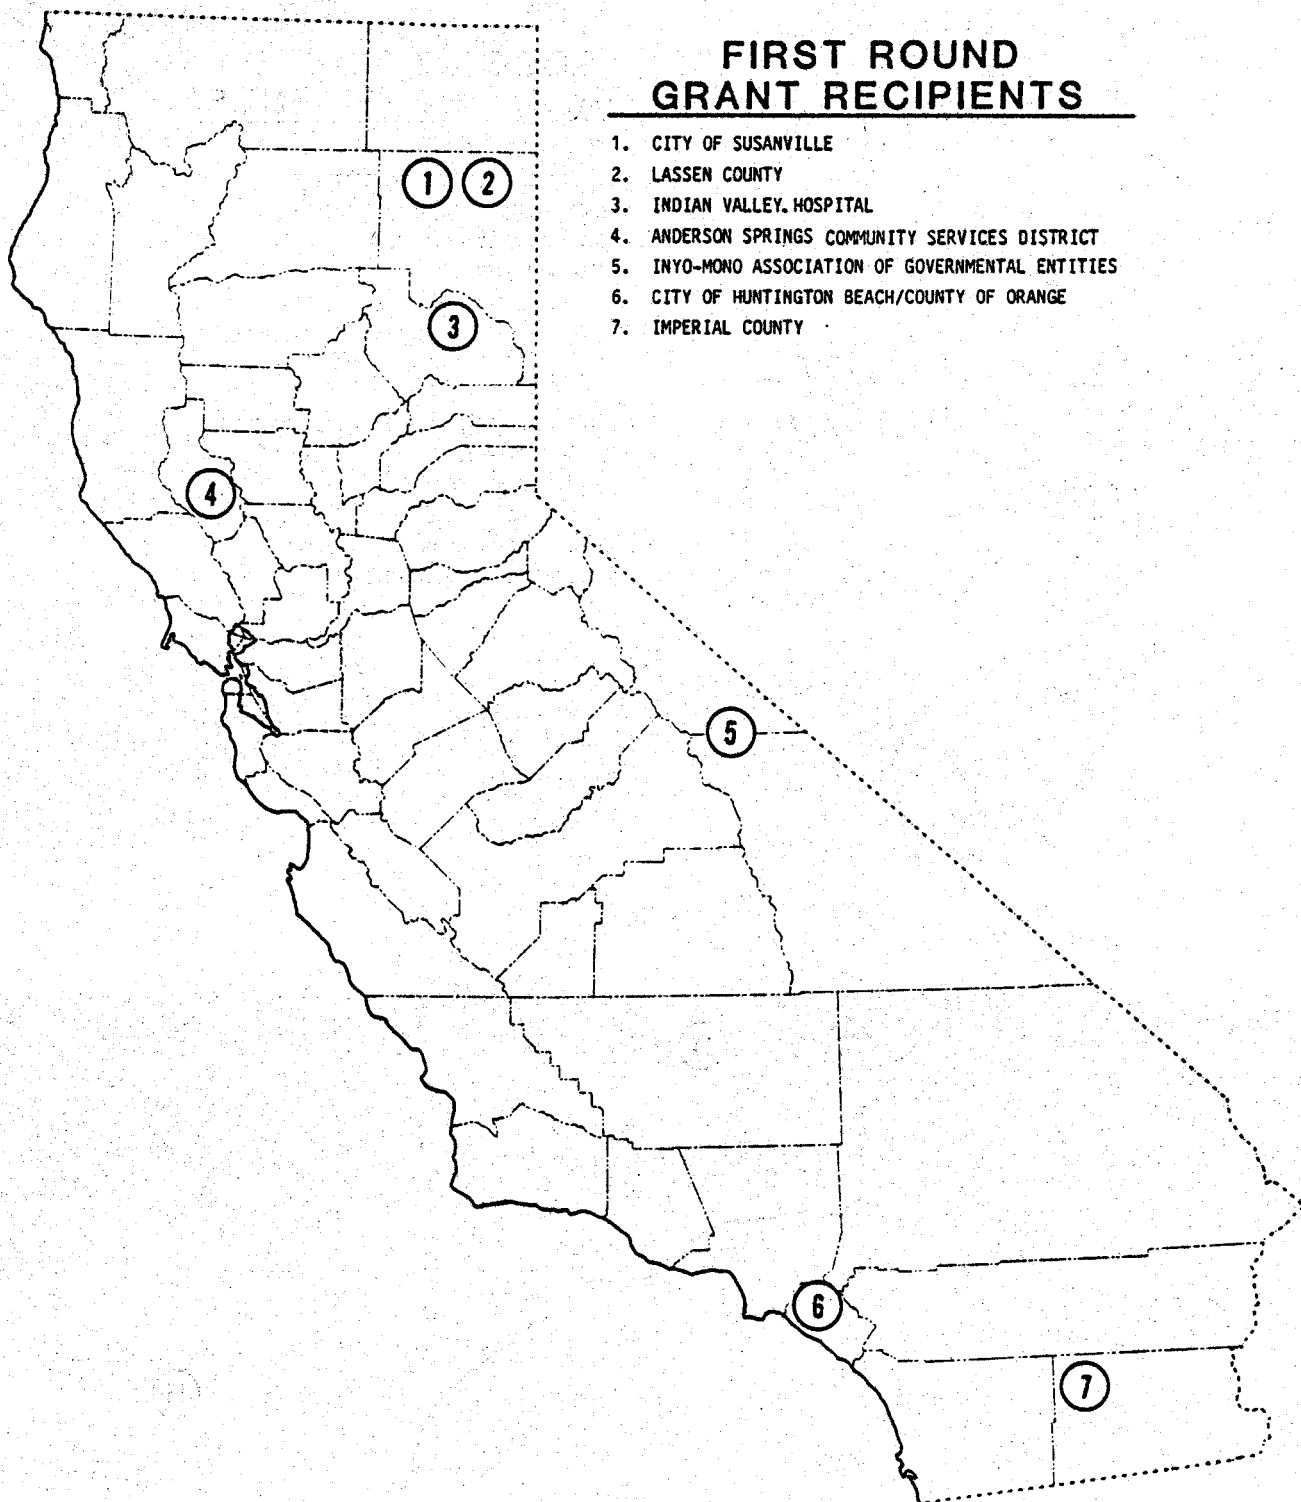 FIRST ROUND
GRANT RECIPIENTS
1. CITY OF SUSANVILLE
2. LASSEN COUNTY
3. INDIAN VALLEY. HOSPITAL
4. ANDERSON SPRINGS COMMUNITY SERVICES DISTRICT
5. INYO-MONO ASSOCIATION OF GOVERNMENTAL ENTITIES
6. CITY OF HUNTINGTON BEACH/COUNTY OF ORANGE
7. IMPERIAL COUNTY
1 2
3
4
5
6
7